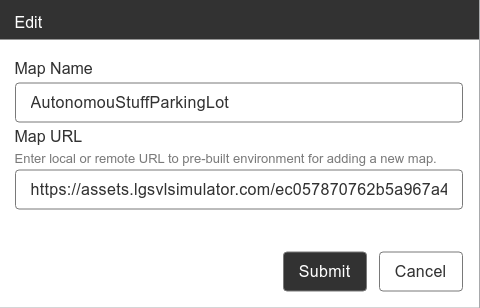 Edit
Map Name
AutonomouStuffParkingLot
Map URL
Enter local or remote URL to pre-built environment for adding a new map.
https://assets.lgsvlsimulator.com/ec057870762b5a967a4
Submit Cancel